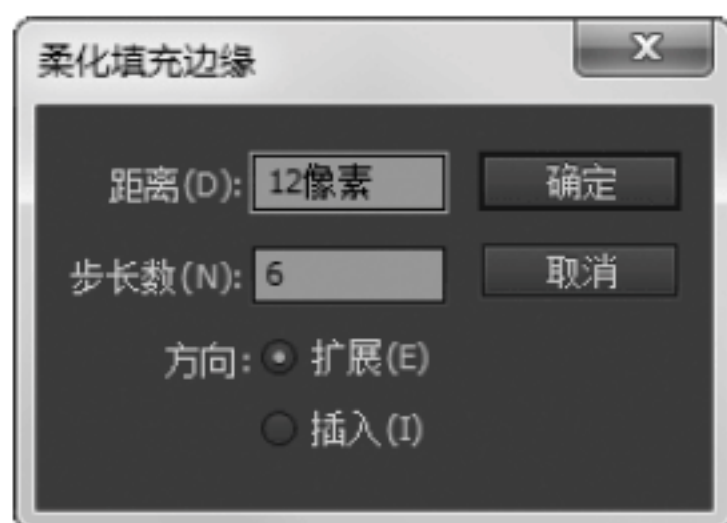 柔化填充边缘
距离(D): 12像素 确定
步长数(N): 6 取消
方向: 扩展(E)
插入(I)